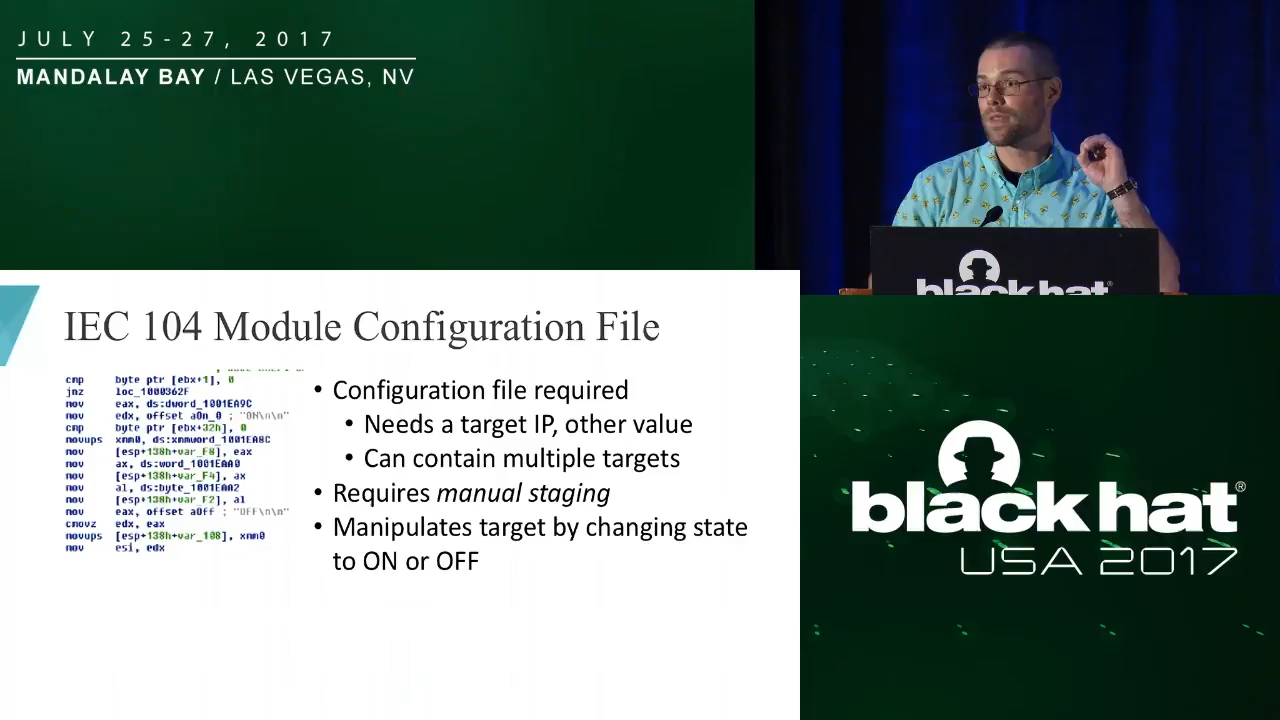 JULY 25-27, 2017
MANDALAY BAY / LAS VEGAS, NV
black hat
IEC 104 Module Configuration File
cmp byte ptr [ebx+1], 0
jnz loc_1000362F
mov eax, ds:dword_1001EA9C
mov edx, offset aOn_0 ; "ON\n\n"
cmp byte ptr [ebx+32h], 0
movups xmm0, ds:xmmword_1001EA8C
mov [esp+138h+var_F8], eax
mov ax, ds:word_1001EAA0
mov [esp+138h+var_F4], ax
mov al, ds:byte_1001EAA2
mov [esp+138h+var_F2], al
mov eax, offset aOff ; "OFF\n\n"
cmovz edx, eax
movups [esp+138h+var_108], xmm0
mov esi, edx
• Configuration file required
• Needs a target IP, other value
• Can contain multiple targets
• Requires manual staging
• Manipulates target by changing state
to ON or OFF
black hat®
USA 2017